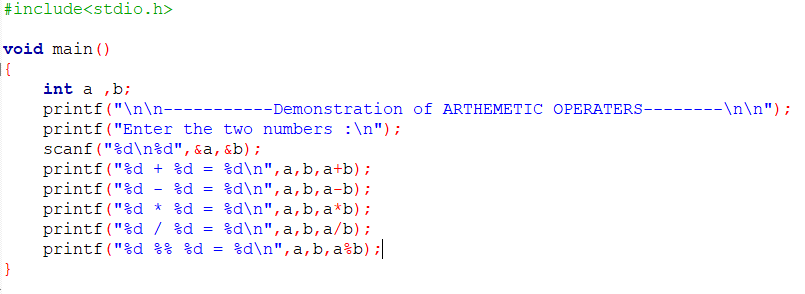 #include<stdio.h>
void main()
{
int a ,b;
printf("\n\n-----------Demonstration of ARTHEMETIC OPERATERS--------\n\n");
printf("Enter the two numbers :\n");
scanf("%d\n%d",&a,&b);
printf("%d + %d = %d\n",a,b,a+b);
printf("%d - %d = %d\n",a,b,a-b);
printf("%d * %d = %d\n",a,b,a*b);
printf("%d / %d = %d\n",a,b,a/b);
printf("%d %% %d = %d\n",a,b,a%b);
}